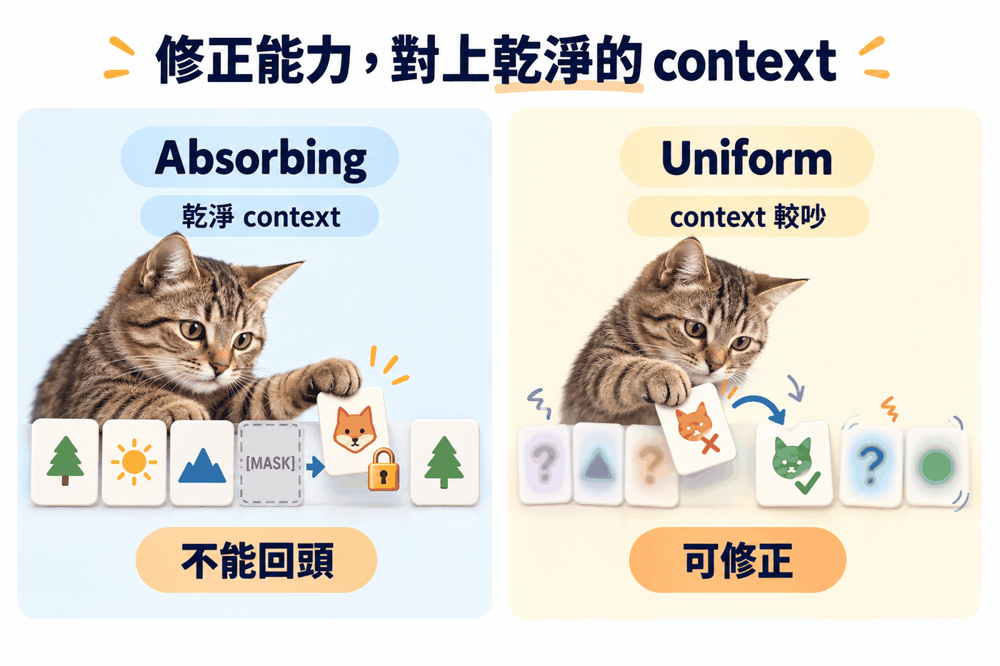 修正能力，對上乾淨的 context
Absorbing
乾淨 context
[MASK]
不能回頭
Uniform
context 較吵
?
?
?
可修正